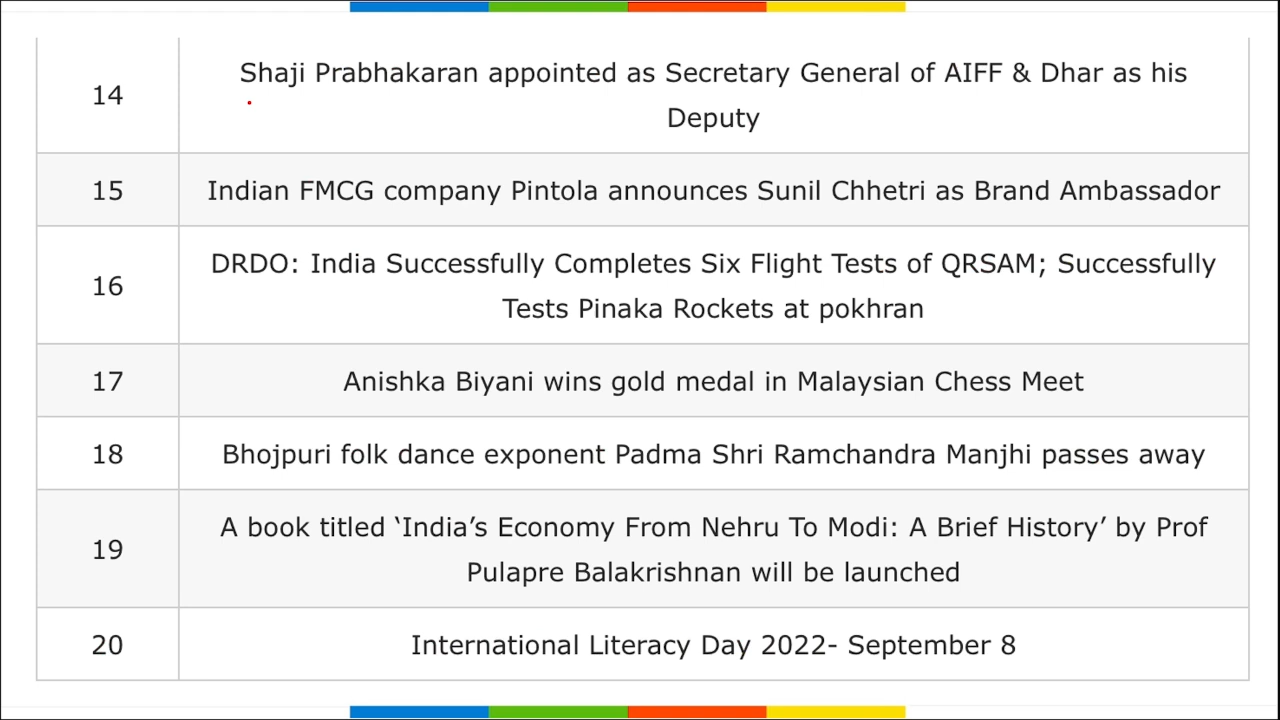 14
Shaji Prabhakaran appointed as Secretary General of AIFF & Dhar as his
Deputy
15
Indian FMCG company Pintola announces Sunil Chhetri as Brand Ambassador
16
DRDO: India Successfully Completes Six Flight Tests of QRSAM; Successfully
Tests Pinaka Rockets at pokhran
17
Anishka Biyani wins gold medal in Malaysian Chess Meet
18
Bhojpuri folk dance exponent Padma Shri Ramchandra Manjhi passes away
19
A book titled ‘India’s Economy From Nehru To Modi: A Brief History’ by Prof
Pulapre Balakrishnan will be launched
20
International Literacy Day 2022- September 8